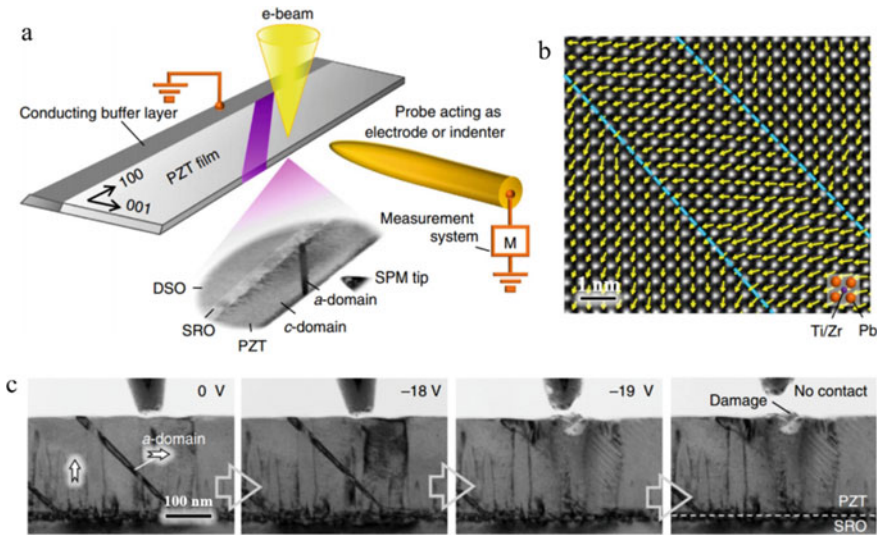 a
e-beam
Conducting buffer layer
Probe acting as
electrode or indenter
PZT film
100
001
Measurement
system
M
DSO
SPM tip
a-domain
SRO
c-domain
PZT
b
1 nm
Ti/Zr
Pb
c
0 V
a-domain
100 nm
−18 V
−19 V
No contact
Damage
PZT
SRO